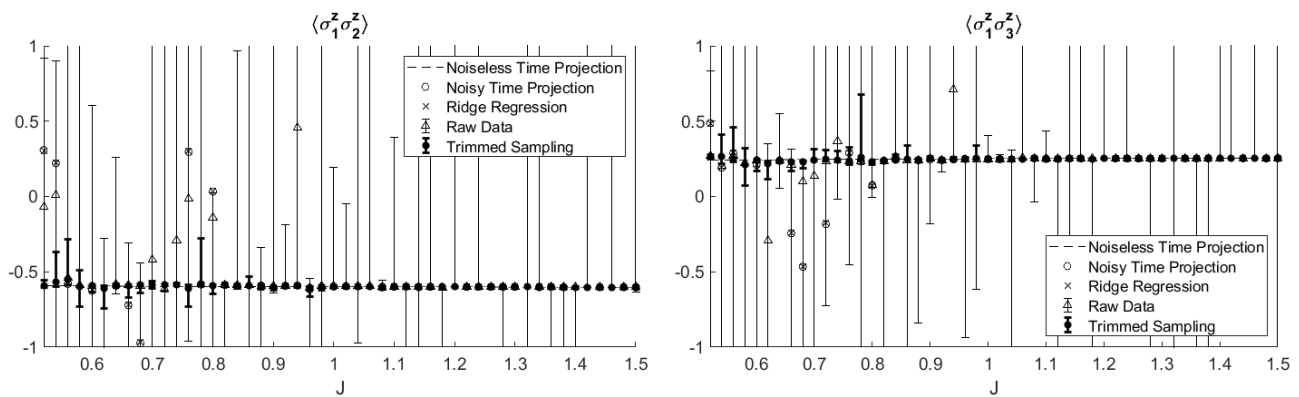 ⟨σ₁ᶻσ₂ᶻ⟩
1
0.5
0
-0.5
-1
Noiseless Time Projection
Noisy Time Projection
Ridge Regression
Raw Data
Trimmed Sampling
0.6 0.7 0.8 0.9 1 1.1 1.2 1.3 1.4 1.5
J
⟨σ₁ᶻσ₃ᶻ⟩
1
0.5
0
-0.5
-1
Noiseless Time Projection
Noisy Time Projection
Ridge Regression
Raw Data
Trimmed Sampling
0.6 0.7 0.8 0.9 1 1.1 1.2 1.3 1.4 1.5
J